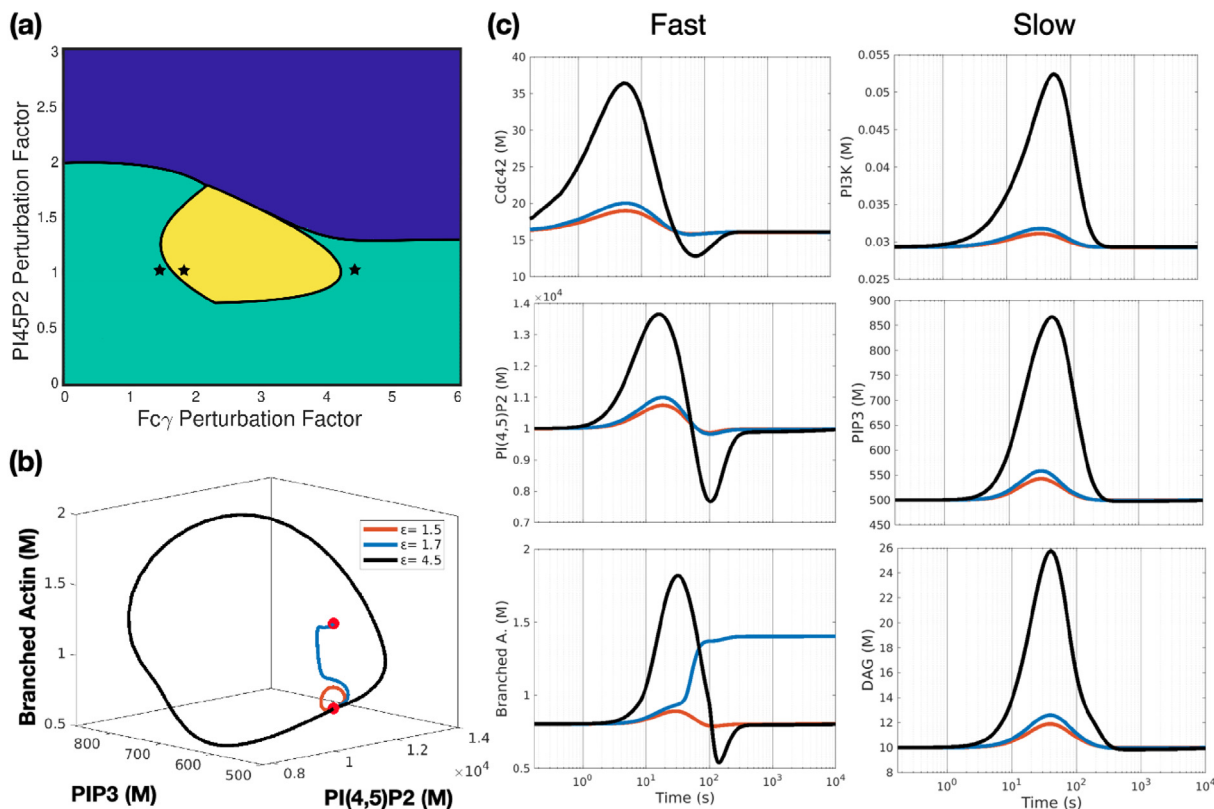 (a)
3
2.5
2
1.5
1
0.5
0
PI45P2 Perturbation Factor
0 1 2 3 4 5 6
Fcγ Perturbation Factor
(b)
2
1.5
1
0.5
Branched Actin (M)
ε= 1.5
ε= 1.7
ε= 4.5
800 700 600 500
PIP3 (M)
0.8 1 1.2 1.4
×10⁴
PI(4,5)P2 (M)
(c)
Fast
Slow
40
35
30
25
20
15
10
Cdc42 (M)
0.055
0.05
0.045
0.04
0.035
0.03
0.025
PI3K (M)
×10⁴
1.4
1.3
1.2
1.1
1
0.9
0.8
0.7
PI(4,5)P2 (M)
900
850
800
750
700
650
600
550
500
450
PIP3 (M)
2
1.5
1
0.5
Branched A. (M)
10⁰ 10¹ 10² 10³ 10⁴
Time (s)
26
24
22
20
18
16
14
12
10
8
DAG (M)
10⁰ 10¹ 10² 10³ 10⁴
Time (s)